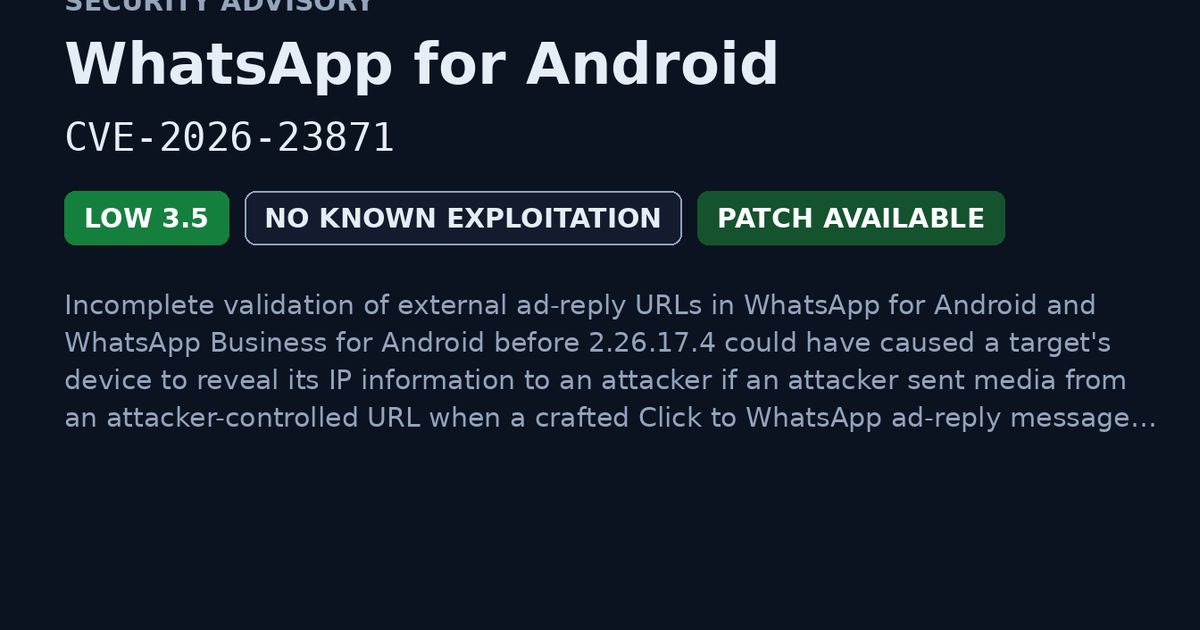 SECURITY ADVISORY
WhatsApp for Android
CVE-2026-23871
LOW 3.5
NO KNOWN EXPLOITATION
PATCH AVAILABLE
Incomplete validation of external ad-reply URLs in WhatsApp for Android and
WhatsApp Business for Android before 2.26.17.4 could have caused a target's
device to reveal its IP information to an attacker if an attacker sent media from
an attacker-controlled URL when a crafted Click to WhatsApp ad-reply message…